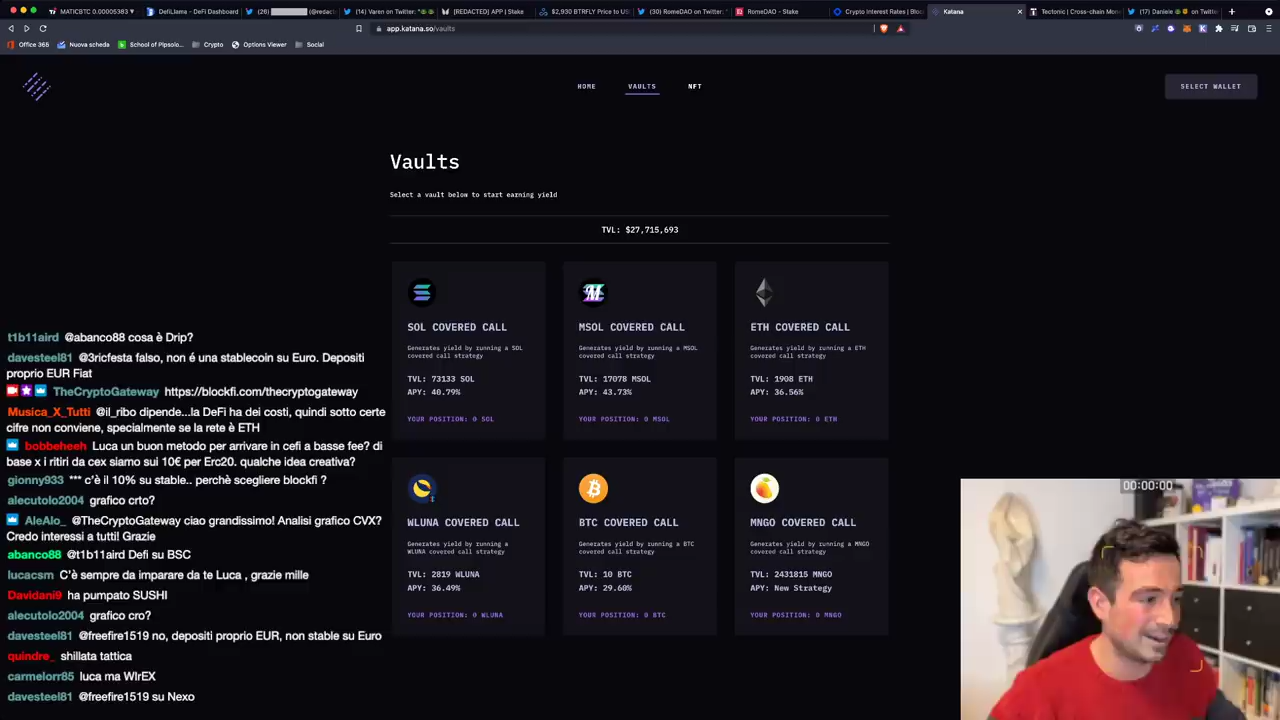 MATICBTC 0.00005383
DefiLlama - DeFi Dashboard
(26)
(@redac
(14) Varen on Twitter: "
[REDACTED] APP | Stake
$2,930 BTRFLY Price to US
(30) RomeDAO on Twitter: "
RomeDAO - Stake
Crypto Interest Rates | Bloc
Katana
Tectonic | Cross-chain Mon
(17) Daniele
on Twitt
app.katana.so/vaults
Office 365
Nuova scheda
School of Pipsolo...
Crypto
Options Viewer
Social
HOME
VAULTS
NFT
SELECT WALLET
Vaults
Select a vault below to start earning yield
TVL: $27,715,693
SOL COVERED CALL
Generates yield by running a SOL
covered call strategy
TVL: 73133 SOL
APY: 40.79%
YOUR POSITION: 0 SOL
MSOL COVERED CALL
Generates yield by running a MSOL
covered call strategy
TVL: 17078 MSOL
APY: 43.73%
YOUR POSITION: 0 MSOL
ETH COVERED CALL
Generates yield by running a ETH
covered call strategy
TVL: 1908 ETH
APY: 36.56%
YOUR POSITION: 0 ETH
WLUNA COVERED CALL
Generates yield by running a
WLUNA covered call strategy
TVL: 2819 WLUNA
APY: 36.49%
YOUR POSITION: 0 WLUNA
BTC COVERED CALL
Generates yield by running a BTC
covered call strategy
TVL: 10 BTC
APY: 29.60%
YOUR POSITION: 0 BTC
MNGO COVERED CALL
Generates yield by running a MNGO
covered call strategy
TVL: 2431815 MNGO
APY: New Strategy
YOUR POSITION: 0 MNGO
t1b11aird @abanco88 cosa è Drip?
davesteel81 @3ricfesta falso, non é una stablecoin su Euro. Depositi
proprio EUR Fiat
TheCryptoGateway https://blockfi.com/thecryptogateway
Musica_X_Tutti @il_ribo dipende...la DeFi ha dei costi, quindi sotto certe
cifre non conviene, specialmente se la rete è ETH
bobbeheeh Luca un buon metodo per arrivare in cefi a basse fee? di
base x i ritiri da cex siamo sui 10€ per Erc20. qualche idea creativa?
gionny933 *** c'è il 10% su stable.. perchè scegliere blockfi ?
alecutolo2004 grafico crto?
AleAlo_ @TheCryptoGateway ciao grandissimo! Analisi grafico CVX?
Credo interessi a tutti! Grazie
abanco88 @t1b11aird Defi su BSC
lucacsm C'è sempre da imparare da te Luca , grazie mille
Davidani9 ha pumpato SUSHI
alecutolo2004 grafico cro?
davesteel81 @freefire1519 no, depositi proprio EUR, non stable su Euro
quindre_ shillata tattica
carmelorr85 luca ma WIrEX
davesteel81 @freefire1519 su Nexo
00:00:00